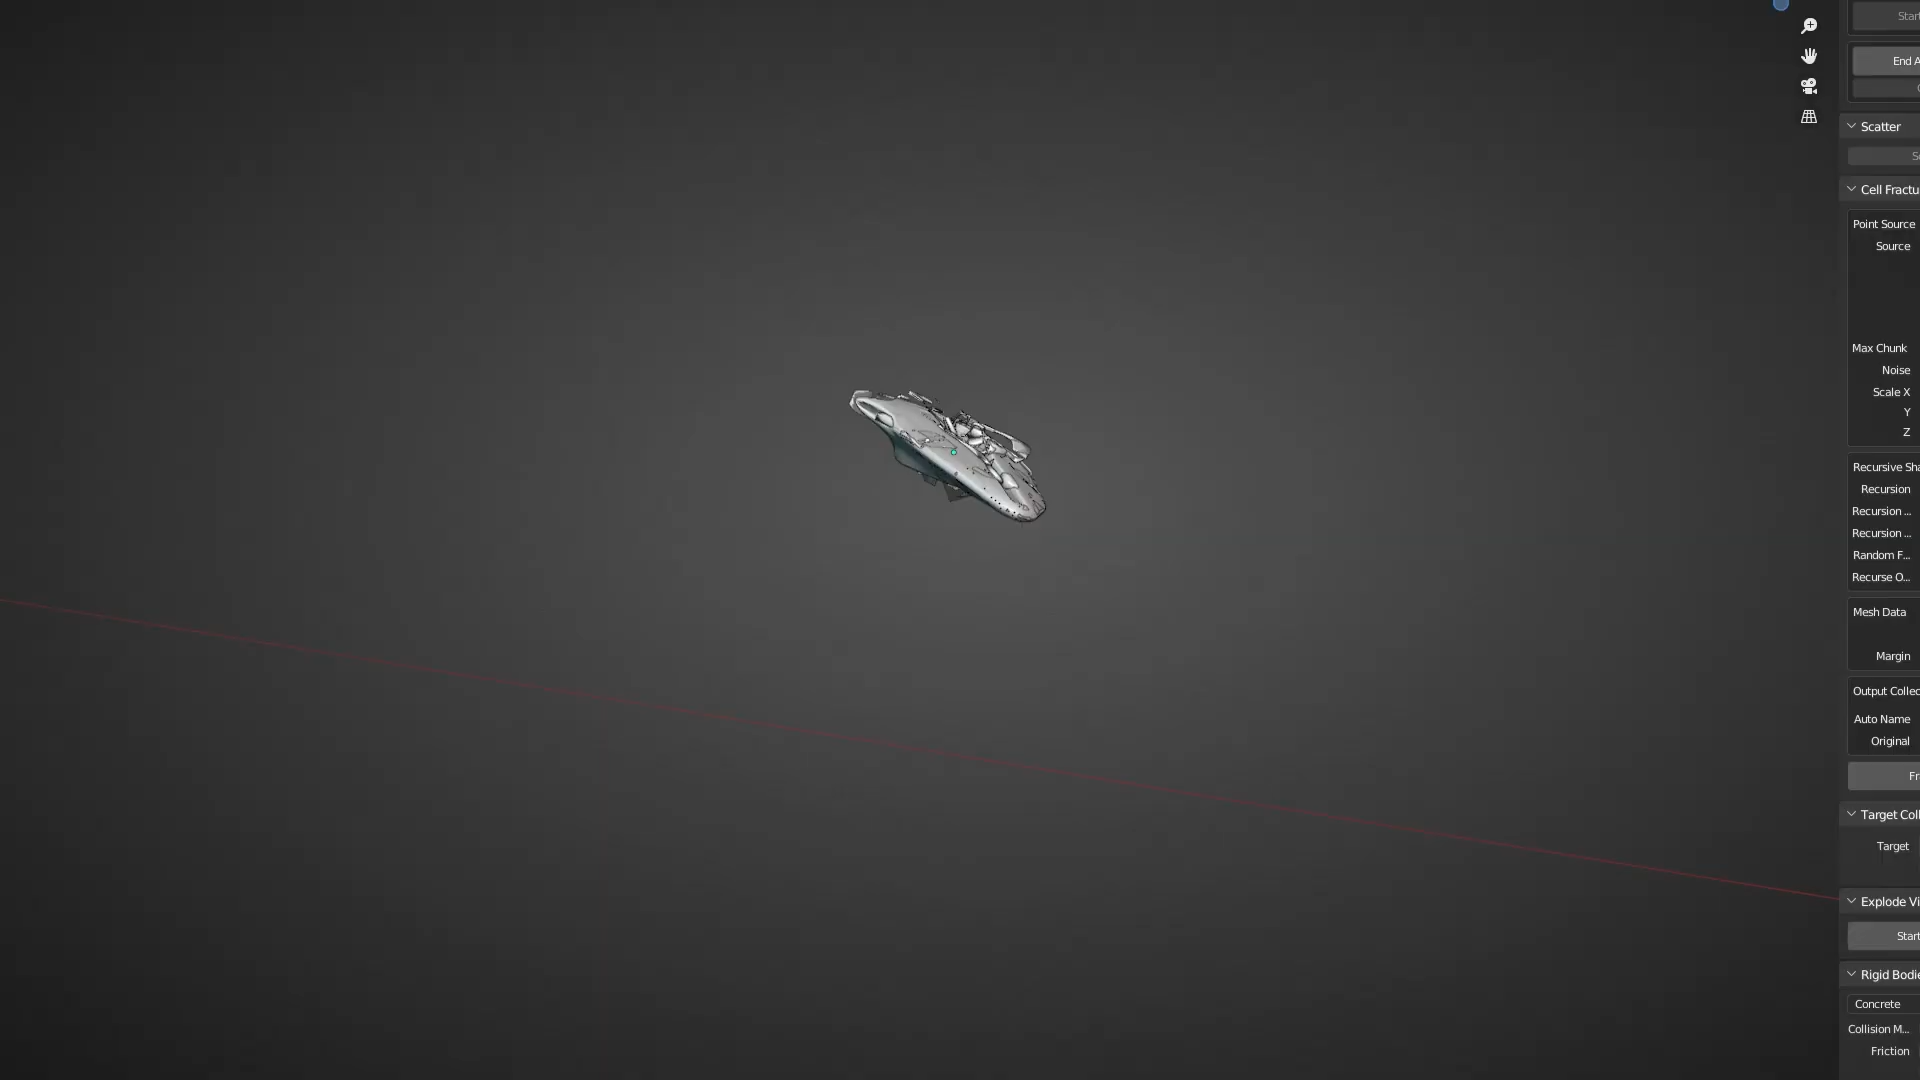 Start
End A
Scatter
Cell Fractu
Point Source
Source
Max Chunk
Noise
Scale X
Y
Z
Recursive Sha
Recursion
Recursion ...
Recursion ...
Random F...
Recurse O...
Mesh Data
Margin
Output Collec
Auto Name
Original
Fr
Target Coll
Target
Explode Vi
Start
Rigid Bodie
Concrete
Collision M...
Friction